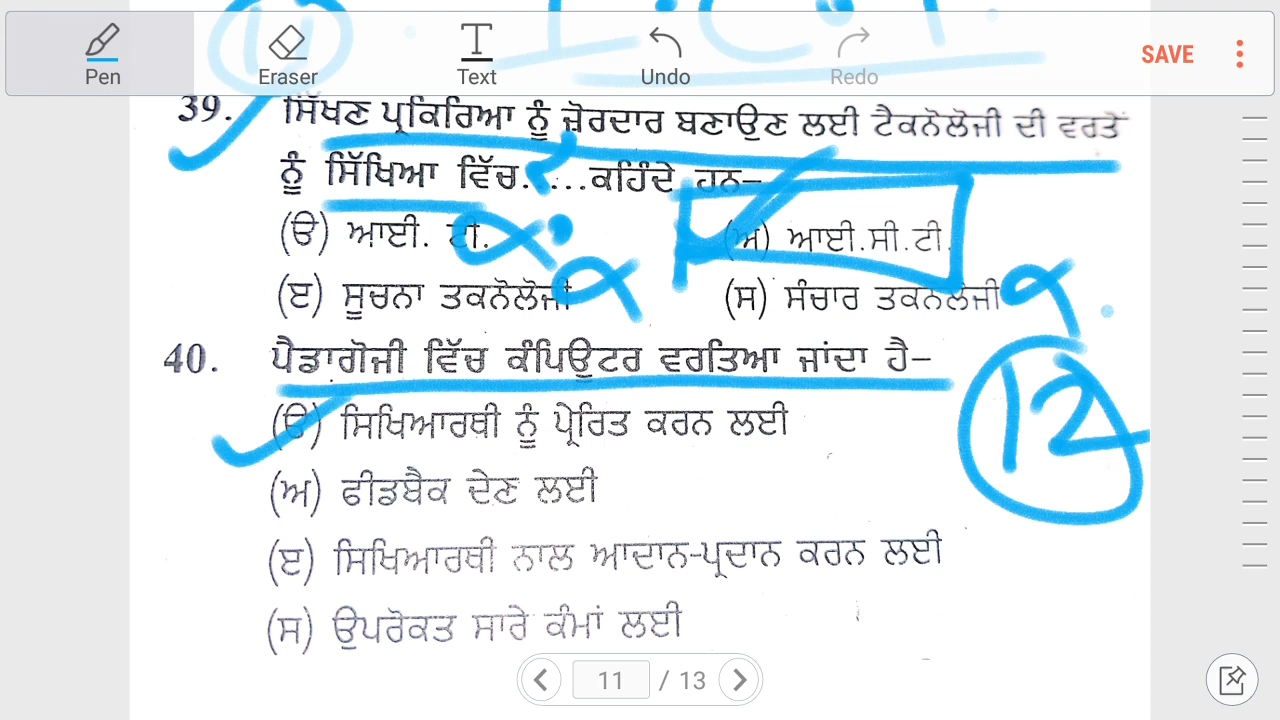 I.C.T.
11
Pen
Eraser
Text
Undo
Redo
SAVE
39. ਸਿੱਖਣ ਪ੍ਰਕਿਰਿਆ ਨੂੰ ਜ਼ੋਰਦਾਰ ਬਣਾਉਣ ਲਈ ਟੈਕਨੋਲੋਜੀ ਦੀ ਵਰਤੋਂ
ਨੂੰ ਸਿੱਖਿਆ ਵਿੱਚ.....ਕਹਿੰਦੇ ਹਨ–
(ੳ) ਆਈ. ਟੀ. (ਅ) ਆਈ.ਸੀ.ਟੀ.
(ੲ) ਸੂਚਨਾ ਤਕਨੋਲੋਜੀ (ਸ) ਸੰਚਾਰ ਤਕਨੋਲੋਜੀ
40. ਪੈਡਾਗੋਜੀ ਵਿੱਚ ਕੰਪਿਊਟਰ ਵਰਤਿਆ ਜਾਂਦਾ ਹੈ–
12
(ੳ) ਸਿਖਿਆਰਥੀ ਨੂੰ ਪ੍ਰੇਰਿਤ ਕਰਨ ਲਈ
(ਅ) ਫੀਡਬੈਕ ਦੇਣ ਲਈ
(ੲ) ਸਿਖਿਆਰਥੀ ਨਾਲ ਆਦਾਨ-ਪ੍ਰਦਾਨ ਕਰਨ ਲਈ
(ਸ) ਉਪਰੋਕਤ ਸਾਰੇ ਕੰਮਾਂ ਲਈ
11 / 13